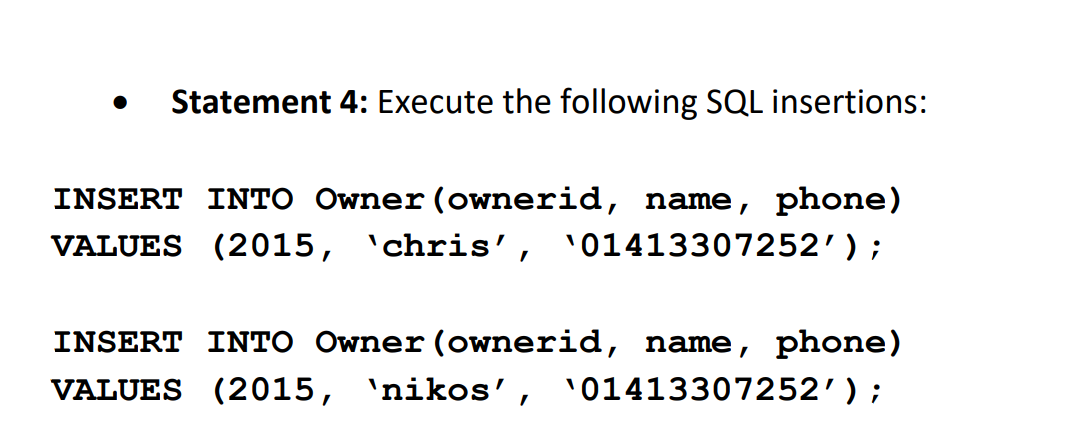 • Statement 4: Execute the following SQL insertions:
INSERT INTO Owner(ownerid, name, phone)
VALUES (2015, ‘chris’, ‘01413307252’);
INSERT INTO Owner(ownerid, name, phone)
VALUES (2015, ‘nikos’, ‘01413307252’);